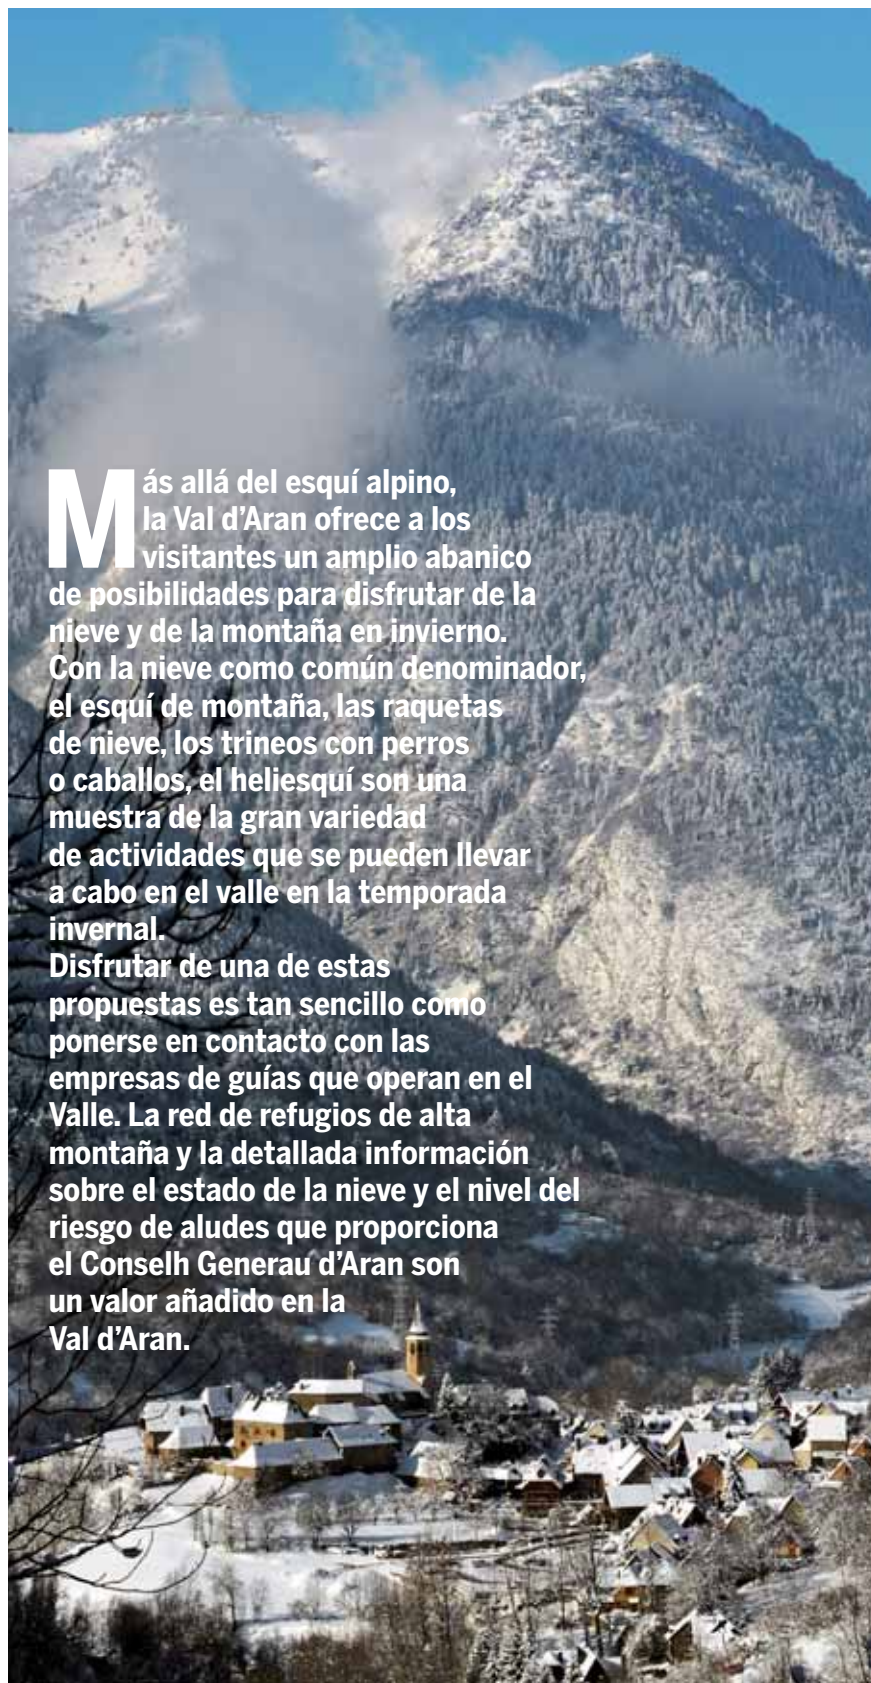 Más allá del esquí alpino,
la Val d’Aran ofrece a los
visitantes un amplio abanico
de posibilidades para disfrutar de la
nieve y de la montaña en invierno.
Con la nieve como común denominador,
el esquí de montaña, las raquetas
de nieve, los trineos con perros
o caballos, el heliesquí son una
muestra de la gran variedad
de actividades que se pueden llevar
a cabo en el valle en la temporada
invernal.
Disfrutar de una de estas
propuestas es tan sencillo como
ponerse en contacto con las
empresas de guías que operan en el
Valle. La red de refugios de alta
montaña y la detallada información
sobre el estado de la nieve y el nivel del
riesgo de aludes que proporciona
el Conselh Generau d’Aran son
un valor añadido en la
Val d’Aran.